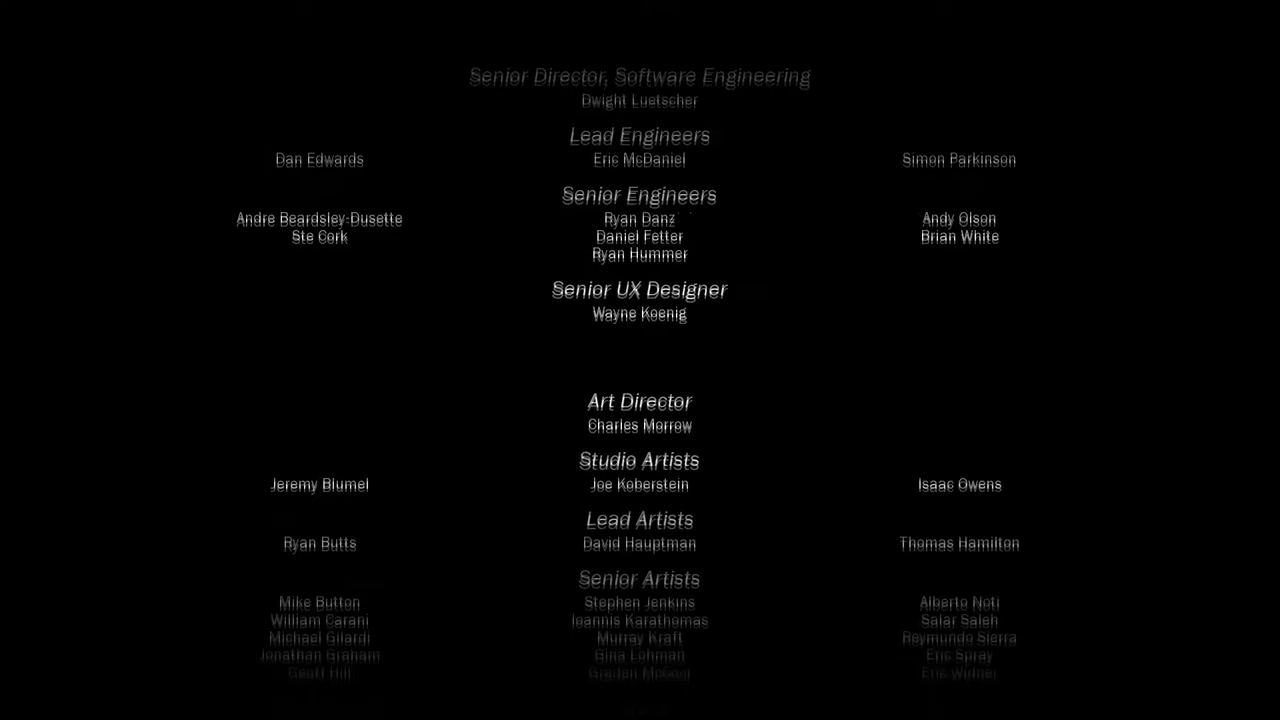 Senior Director, Software Engineering
Dwight Luetscher
Lead Engineers
Dan Edwards Eric McDaniel Simon Parkinson
Senior Engineers
Andre Beardsley-Dusette Ryan Danz Andy Olson
Ste Cork Daniel Fetter Brian White
Ryan Hummer
Senior UX Designer
Wayne Koenig
Art Director
Charles Morrow
Studio Artists
Jeremy Blumel Joe Koberstein Isaac Owens
Lead Artists
Ryan Butts David Hauptman Thomas Hamilton
Senior Artists
Mike Button Stephen Jenkins Alberto Noti
William Carani Ioannis Karathomas Salar Saleh
Michael Gilardi Murray Kraft Reymundo Sierra
Jonathan Graham Gina Lohman Eric Spray
Geoff Hill